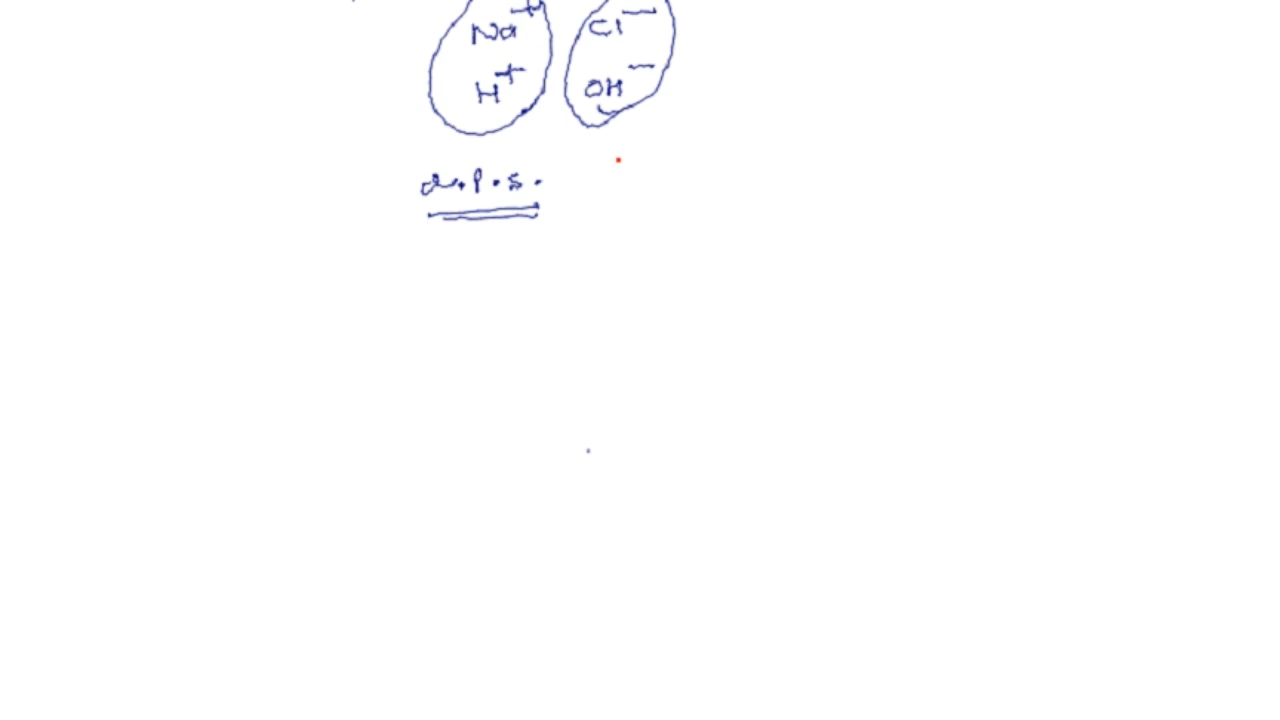 Na⁺ Cl⁻
H⁺ OH⁻
d.p.s.